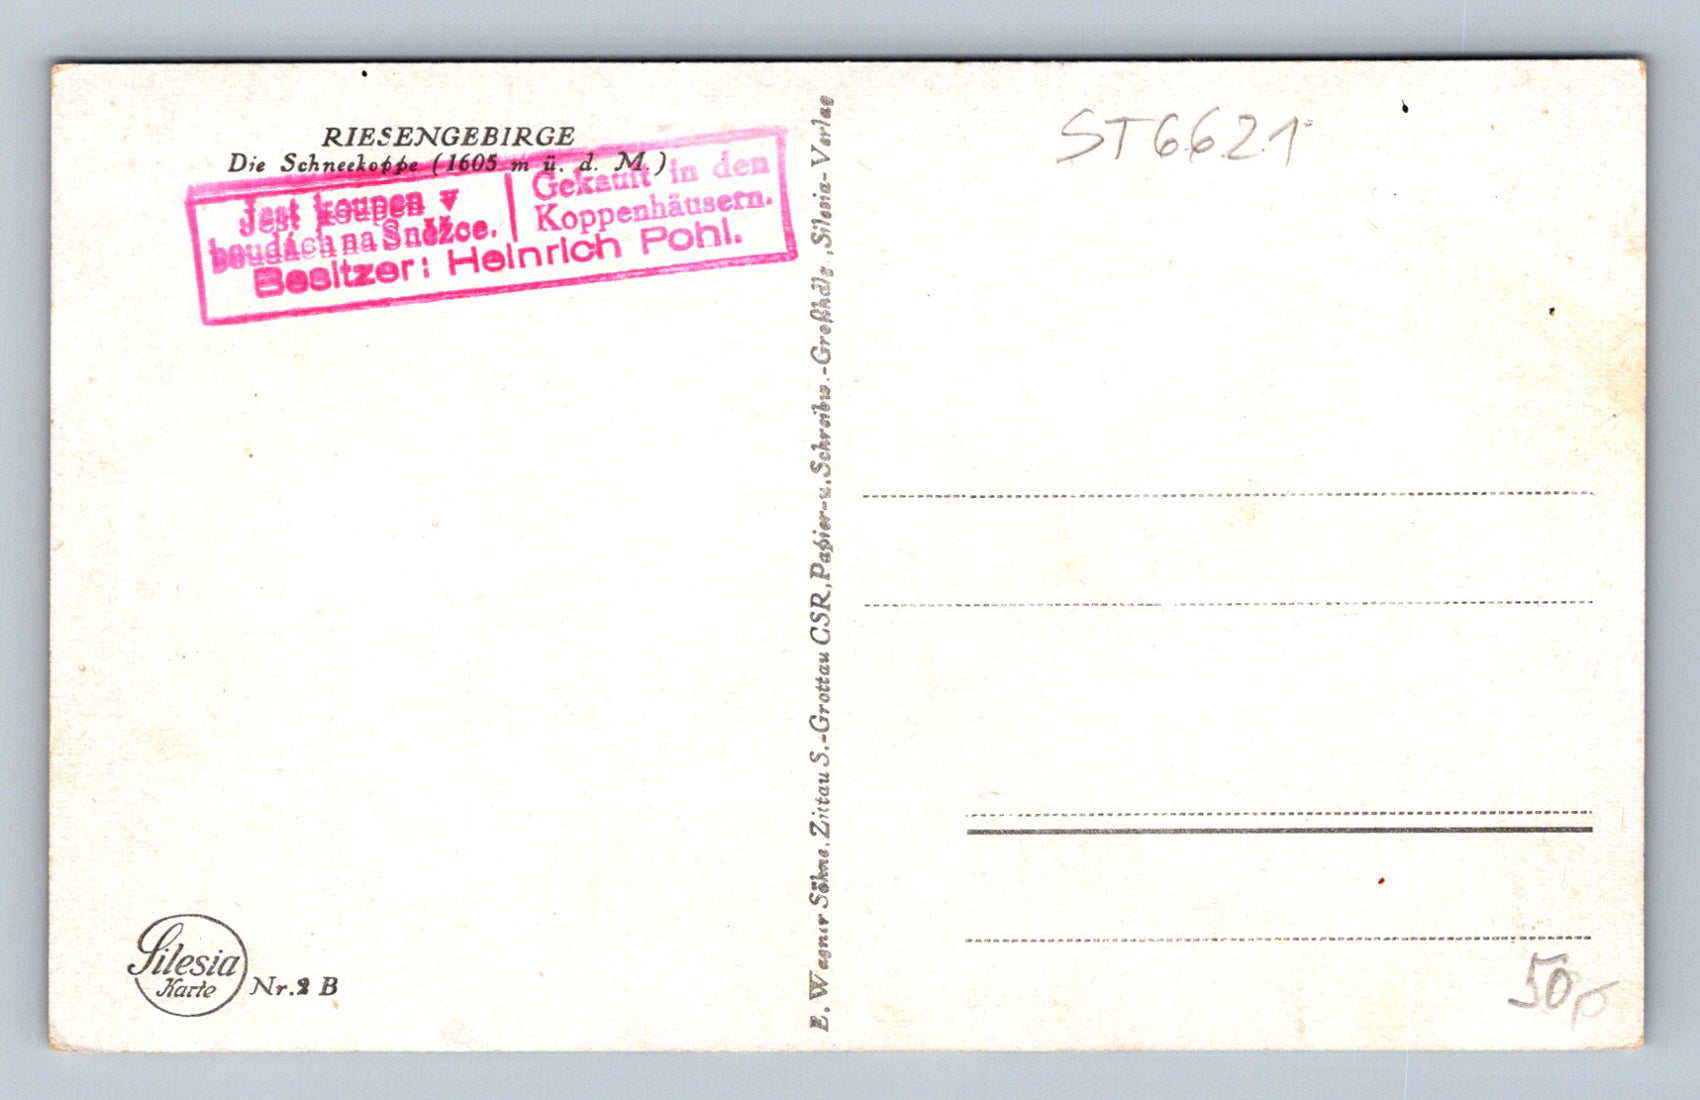 RIESENGEBIRGE
Die Schneekoppe (1605 m ü. d. M.)
Jest koupen v
boudách na Sněžce.
Gekauft in den
Koppenhäusern.
Besitzer: Heinrich Pohl.
E. Wagner Söhne, Zittau S.-Grottau CSR, Papier-u. Schreibw.-Großhdlg., Silesia-Verlag
ST6621
Silesia
Karte
Nr. 2 B
50